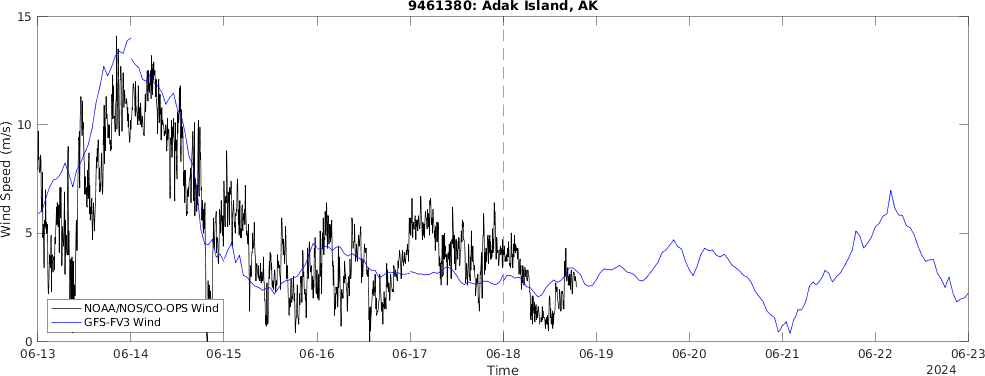 9461380: Adak Island, AK
Wind Speed (m/s)
15
10
5
0
NOAA/NOS/CO-OPS Wind
GFS-FV3 Wind
06-13 06-14 06-15 06-16 06-17 06-18 06-19 06-20 06-21 06-22 06-23
Time
2024